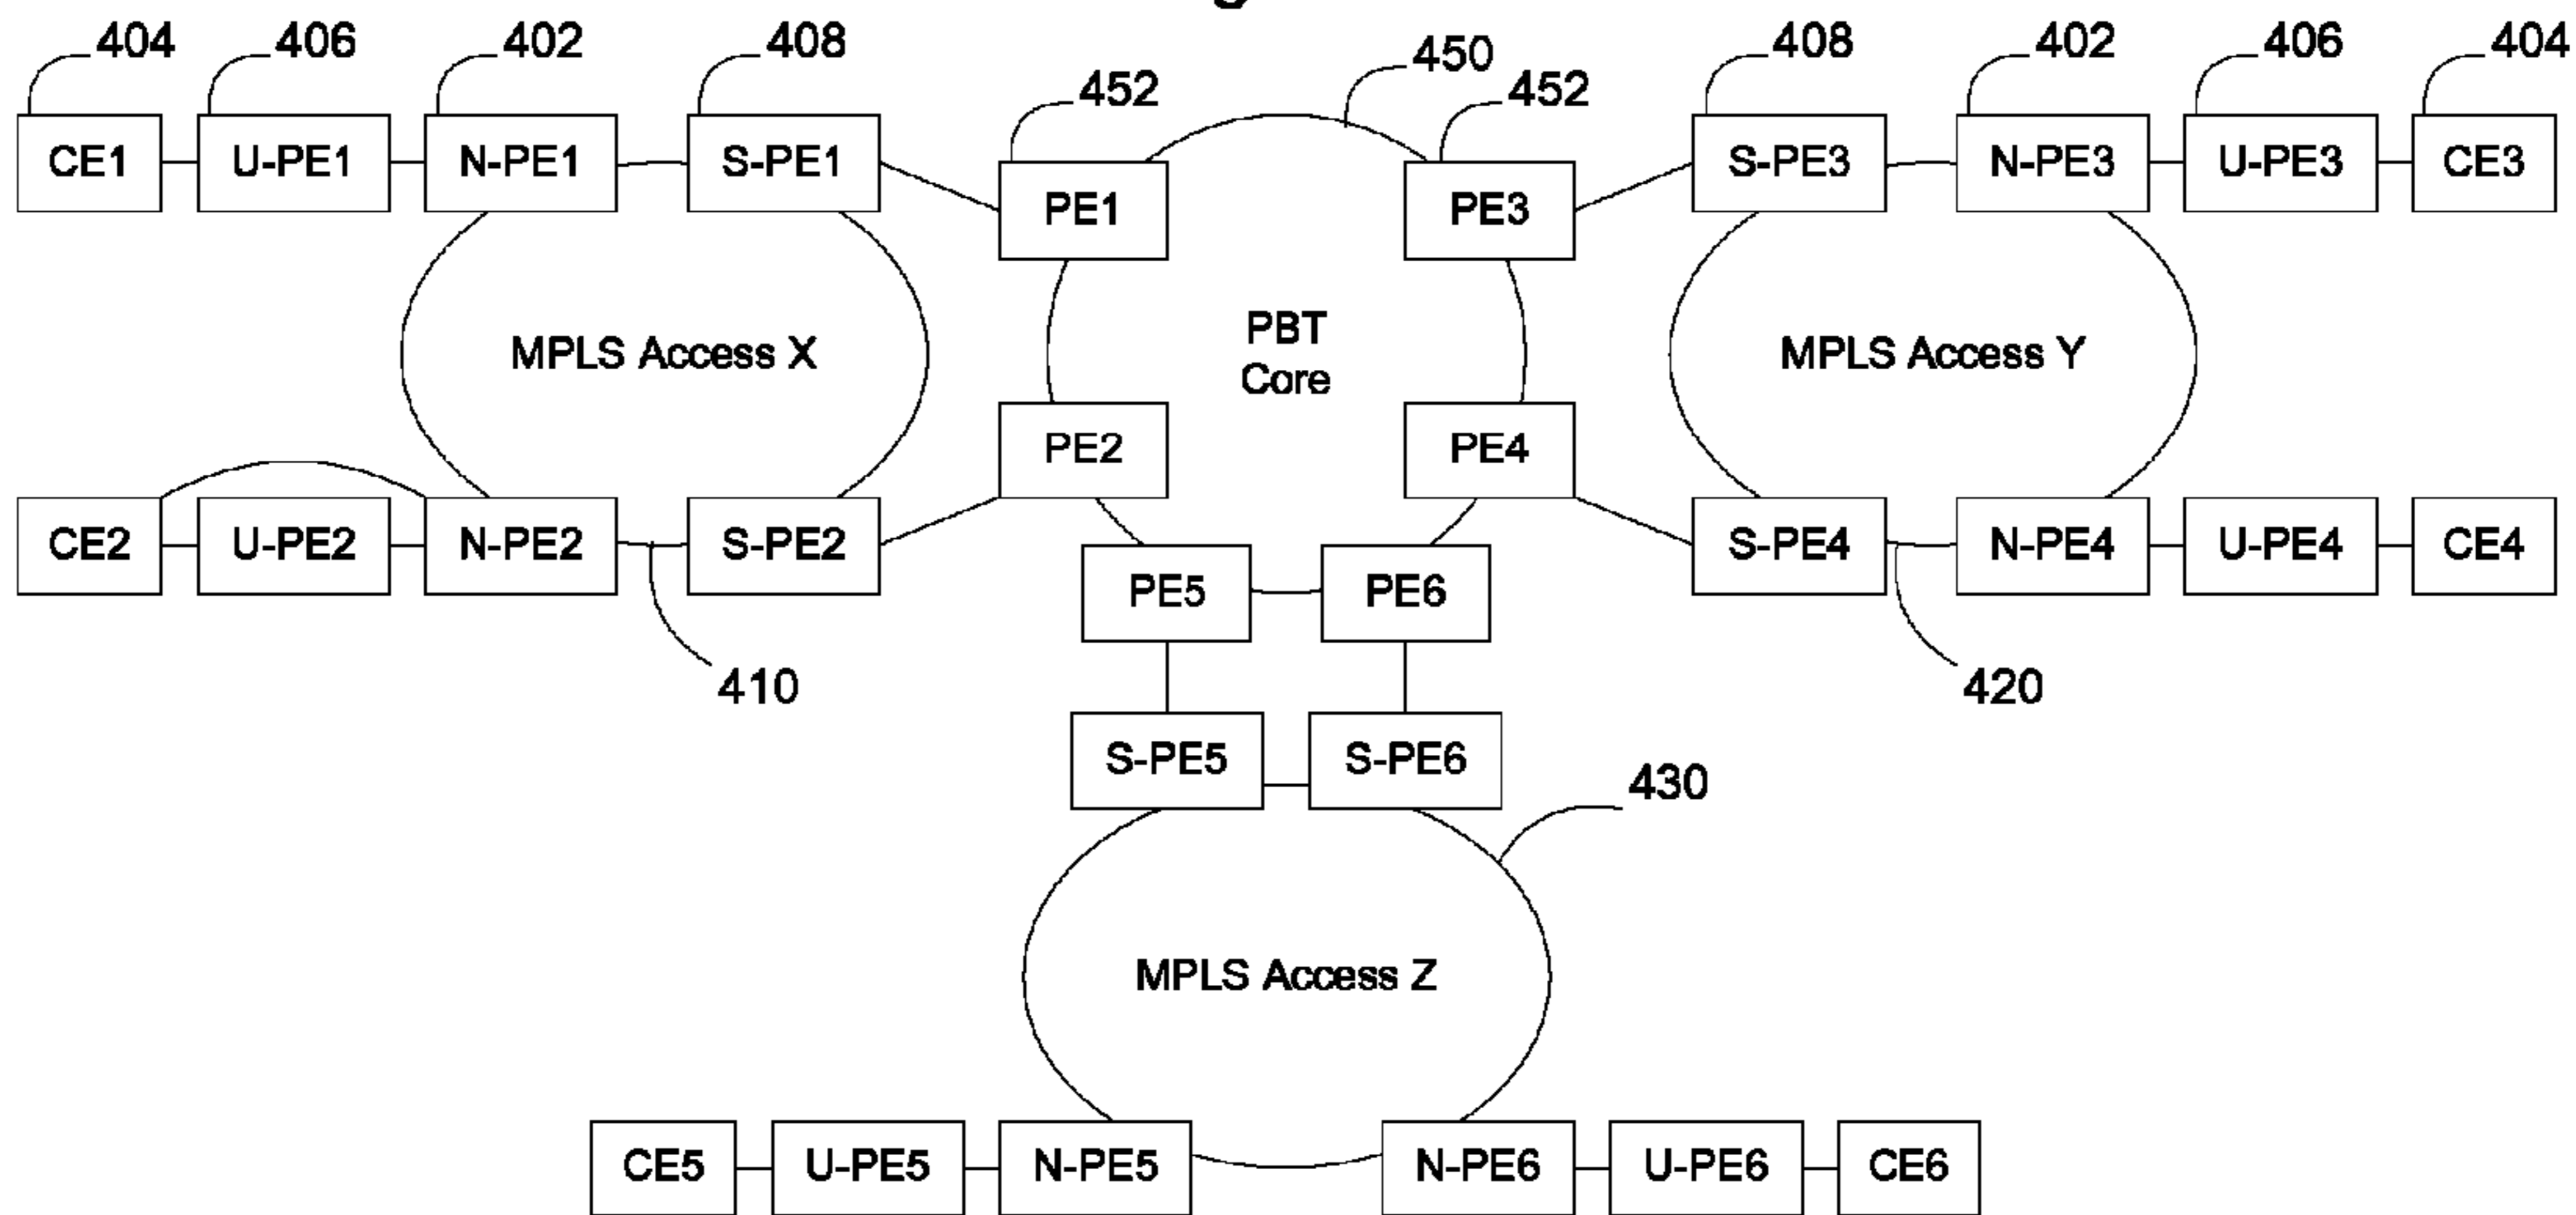 404 406 402 408 450 408 402 406 404
452 452
CE1 U-PE1 N-PE1 S-PE1 S-PE3 N-PE3 U-PE3 CE3
PE1 PE3
MPLS Access X
PBT
Core
MPLS Access Y
PE2 PE4
CE2 U-PE2 N-PE2 S-PE2 S-PE4 N-PE4 U-PE4 CE4
PE5 PE6
410 420
S-PE5 S-PE6
430
MPLS Access Z
CE5 U-PE5 N-PE5 N-PE6 U-PE6 CE6